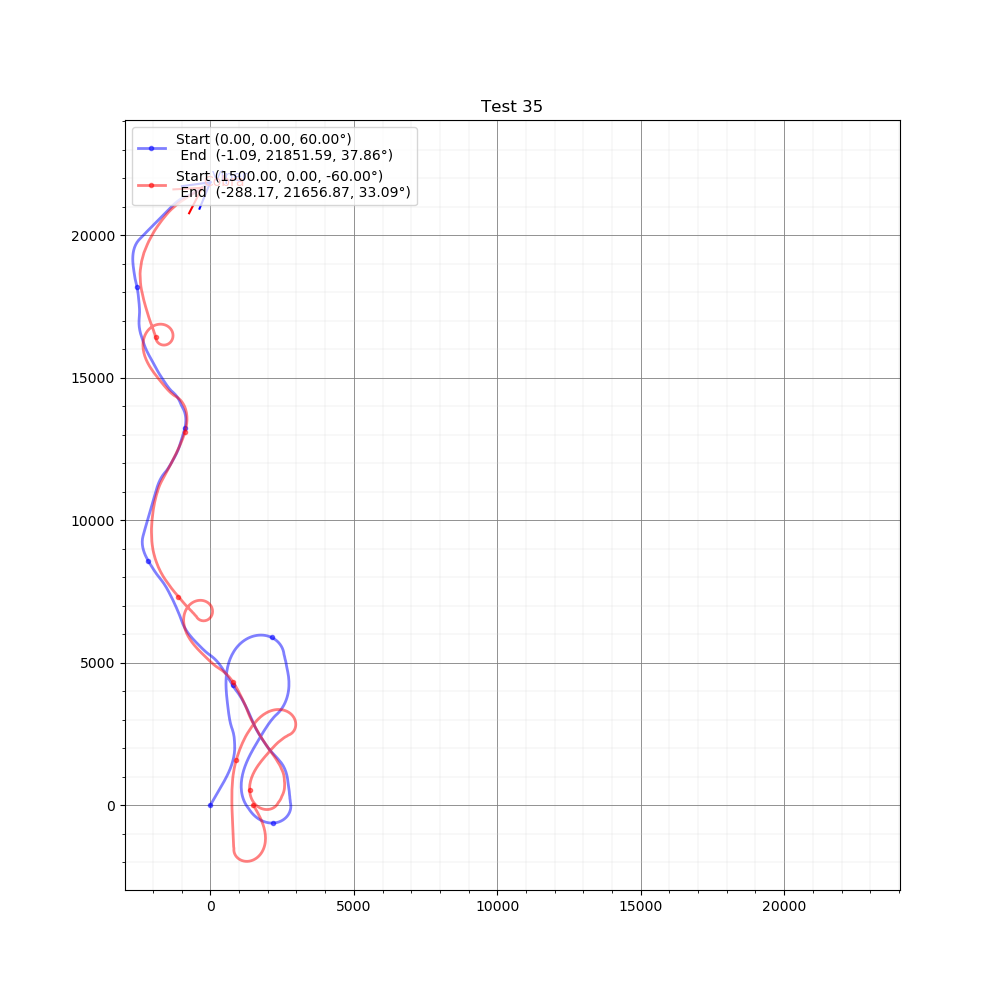 Test 35
Start (0.00, 0.00, 60.00°)
End  (-1.09, 21851.59, 37.86°)
Start (1500.00, 0.00, -60.00°)
End  (-288.17, 21656.87, 33.09°)
20000
15000
10000
5000
0
0 5000 10000 15000 20000